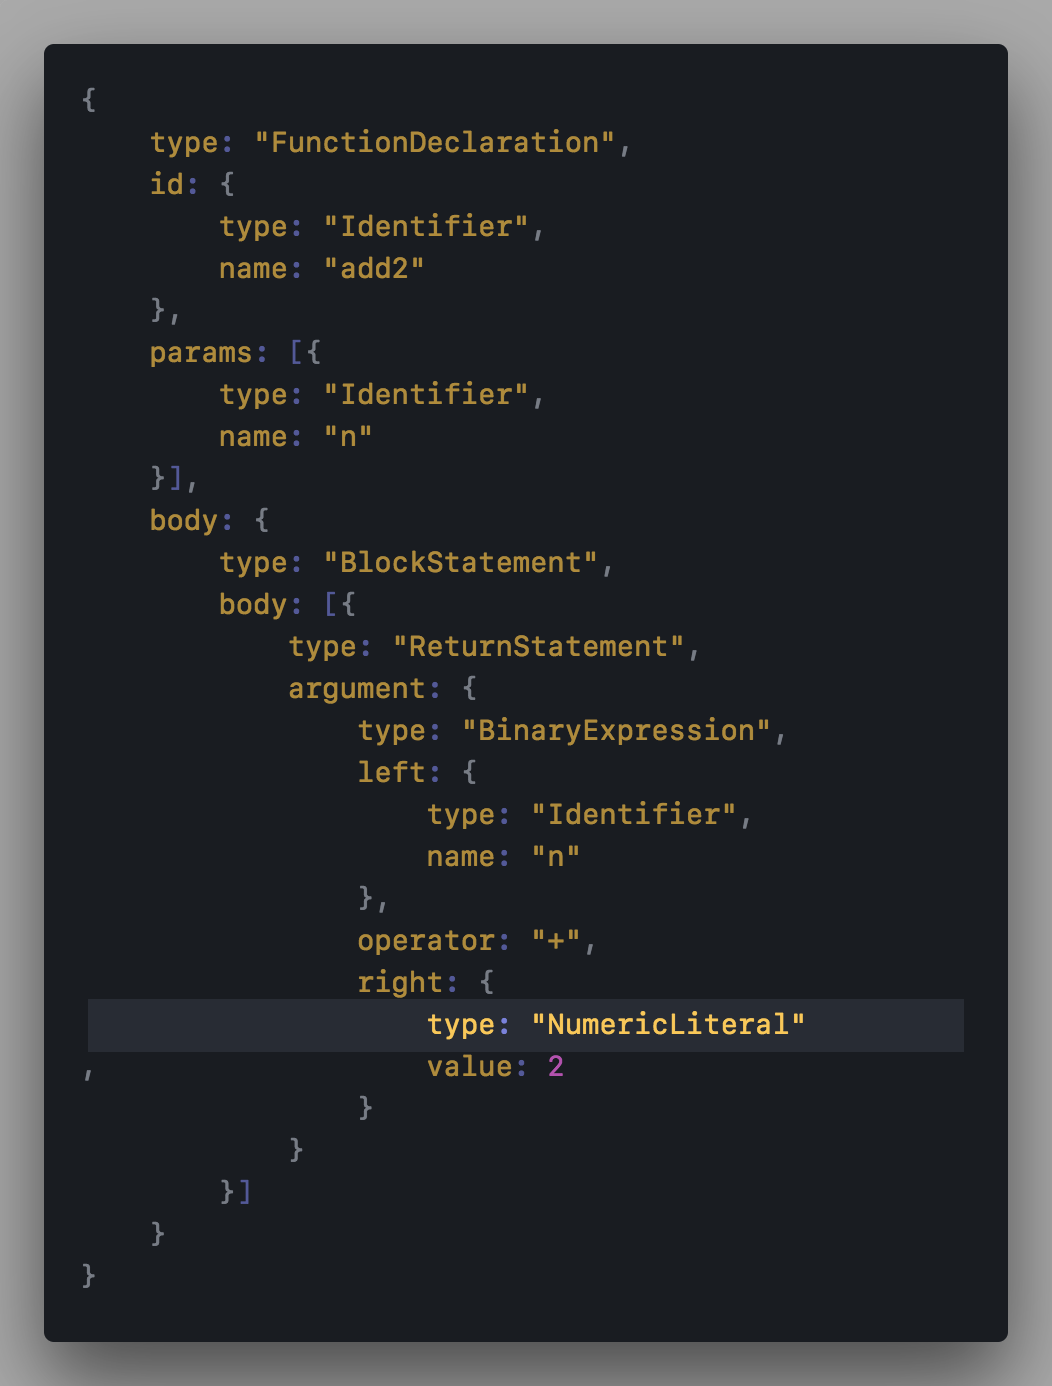 {
    type: "FunctionDeclaration",
    id: {
        type: "Identifier",
        name: "add2"
    },
    params: [{
        type: "Identifier",
        name: "n"
    }],
    body: {
        type: "BlockStatement",
        body: [{
            type: "ReturnStatement",
            argument: {
                type: "BinaryExpression",
                left: {
                    type: "Identifier",
                    name: "n"
                },
                operator: "+",
                right: {
                    type: "NumericLiteral"
,                    value: 2
                }
            }
        }]
    }
}